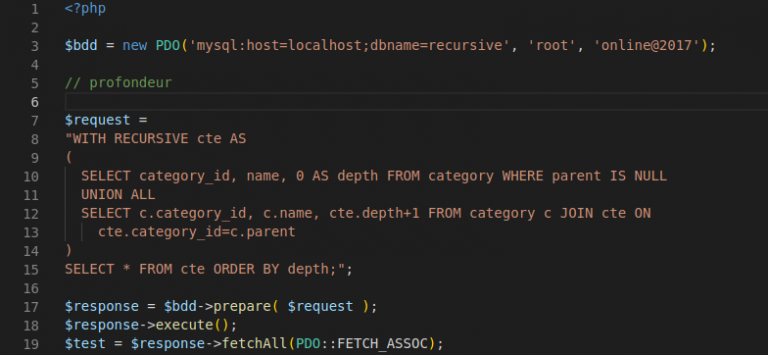 1 <?php
2
3 $bdd = new PDO('mysql:host=localhost;dbname=recursive', 'root', 'online@2017');
4
5 // profondeur
6
7 $request =
8 "WITH RECURSIVE cte AS
9 (
10   SELECT category_id, name, 0 AS depth FROM category WHERE parent IS NULL
11   UNION ALL
12   SELECT c.category_id, c.name, cte.depth+1 FROM category c JOIN cte ON
13     cte.category_id=c.parent
14 )
15 SELECT * FROM cte ORDER BY depth;";
16
17 $response = $bdd->prepare( $request );
18 $response->execute();
19 $test = $response->fetchAll(PDO::FETCH_ASSOC);